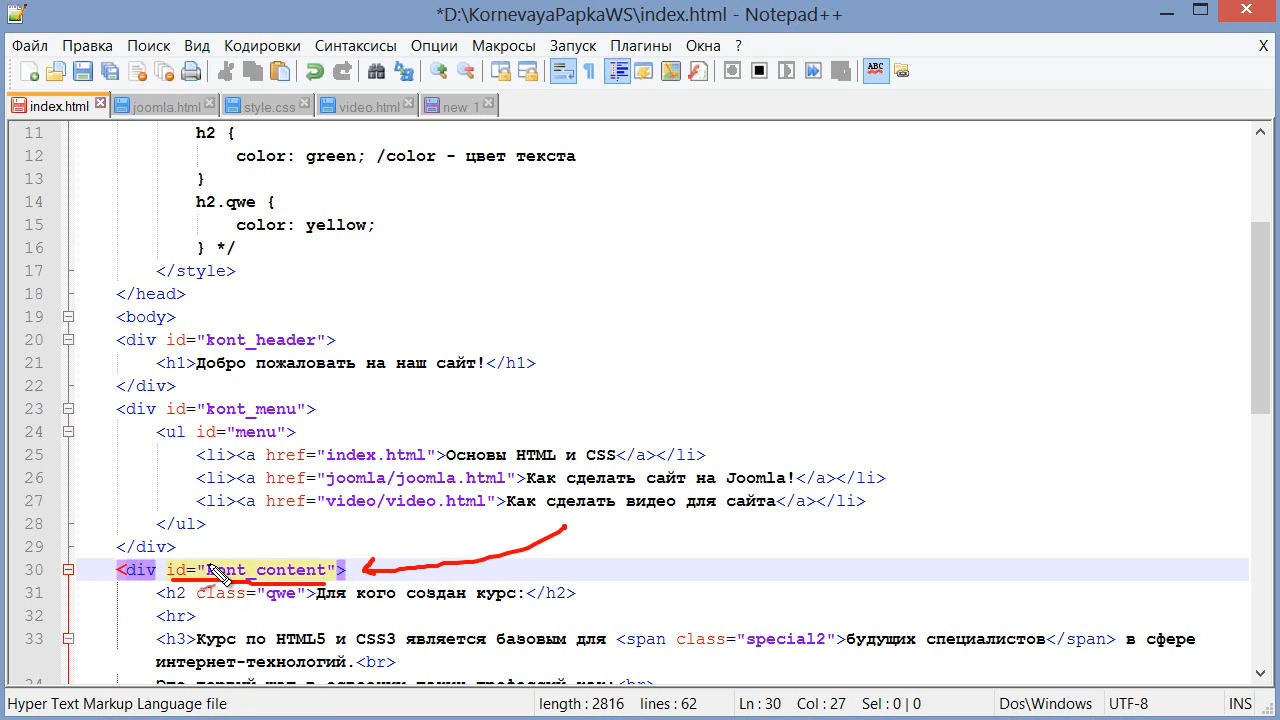 *D:\KornevayaPapkaWS\index.html - Notepad++
Файл Правка Поиск Вид Кодировки Синтаксисы Опции Макросы Запуск Плагины Окна ? X
ABC
index.html joomla.html style.css video.html new 1
11 h2 {
12 color: green; /color - цвет текста
13 }
14 h2.qwe {
15 color: yellow;
16 } */
17 </style>
18 </head>
19 <body>
20 <div id="kont_header">
21 <h1>Добро пожаловать на наш сайт!</h1>
22 </div>
23 <div id="kont_menu">
24 <ul id="menu">
25 <li><a href="index.html">Основы HTML и CSS</a></li>
26 <li><a href="joomla/joomla.html">Как сделать сайт на Joomla!</a></li>
27 <li><a href="video/video.html">Как сделать видео для сайта</a></li>
28 </ul>
29 </div>
30 <div id="kont_content">
31 <h2 class="qwe">Для кого создан курс:</h2>
32 <hr>
33 <h3>Курс по HTML5 и CSS3 является базовым для <span class="special2">будущих специалистов</span> в сфере
интернет-технологий.<br>
Hyper Text Markup Language file length : 2816 lines : 62 Ln : 30 Col : 27 Sel : 0 | 0 Dos\Windows UTF-8 INS